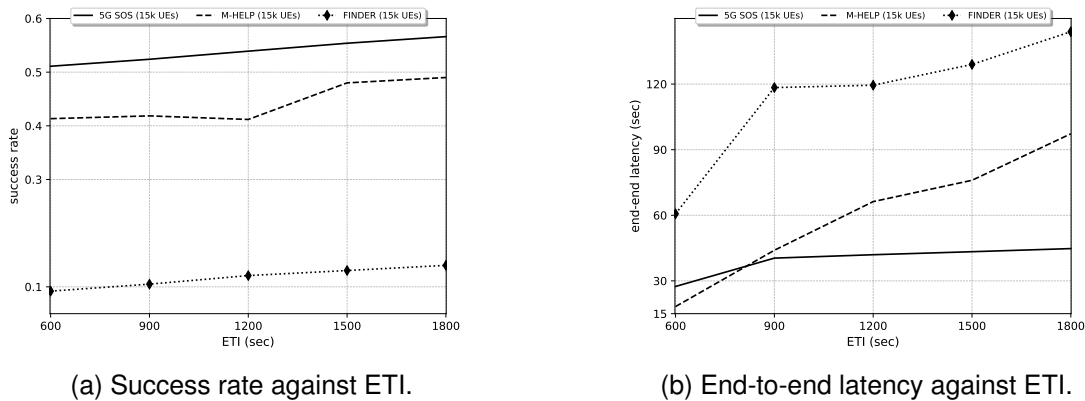 5G SOS (15k UEs) M-HELP (15k UEs) FINDER (15k UEs)
0.6
0.5
0.4
0.3
0.1
success rate
600 900 1200 1500 1800
ETI (sec)
(a) Success rate against ETI.
5G SOS (15k UEs) M-HELP (15k UEs) FINDER (15k UEs)
120
90
60
30
15
end-end latency (sec)
600 900 1200 1500 1800
ETI (sec)
(b) End-to-end latency against ETI.